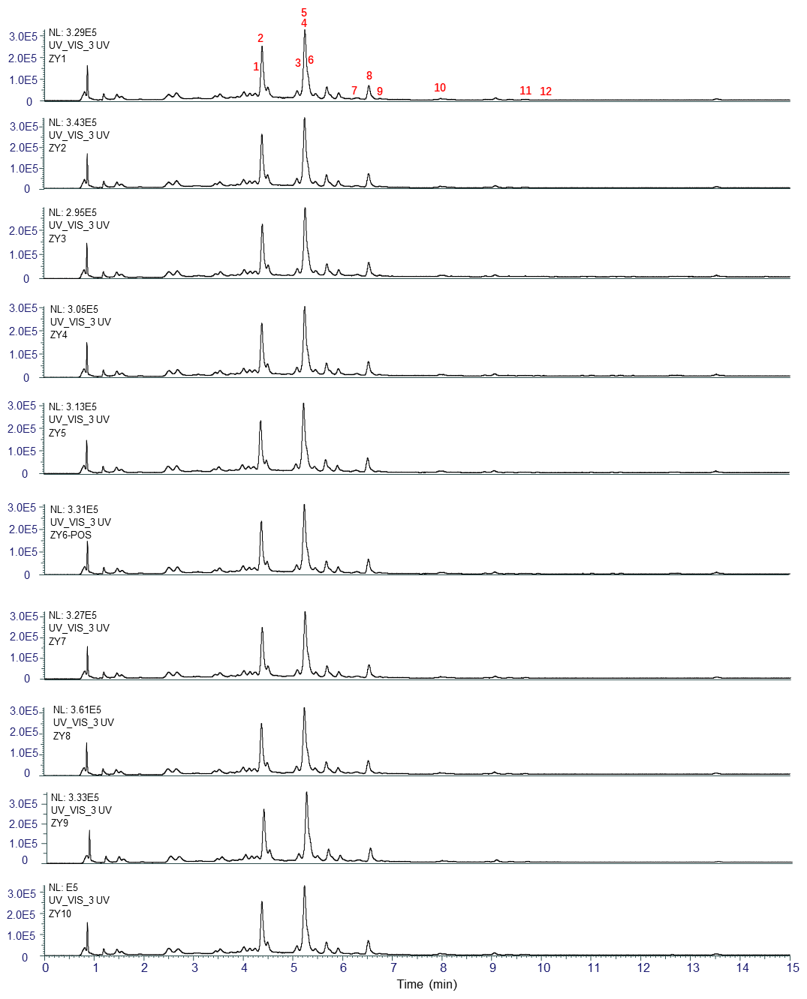 5
2 4
3.0E5 NL: 3.29E5
UV_VIS_3 UV
2.0E5 ZY1 1 3 6
1.0E5 8
7 9 10 11 12
0
NL: 3.43E5
3.0E5 UV_VIS_3 UV
2.0E5 ZY2
1.0E5
0
NL: 2.95E5
UV_VIS_3 UV
2.0E5 ZY3
1.0E5
0
3.0E5 NL: 3.05E5
UV_VIS_3 UV
2.0E5 ZY4
1.0E5
0
3.0E5 NL: 3.13E5
UV_VIS_3 UV
2.0E5 ZY5
1.0E5
0
3.0E5 NL: 3.31E5
UV_VIS_3 UV
2.0E5 ZY6-POS
1.0E5
0
3.0E5 NL: 3.27E5
UV_VIS_3 UV
2.0E5 ZY7
1.0E5
0
3.0E5 NL: 3.61E5
UV_VIS_3 UV
2.0E5 ZY8
1.0E5
0
NL: 3.33E5
3.0E5 UV_VIS_3 UV
2.0E5 ZY9
1.0E5
0
NL: E5
3.0E5 UV_VIS_3 UV
2.0E5 ZY10
1.0E5
0
0 1 2 3 4 5 6 7 8 9 10 11 12 13 14 15
Time (min)